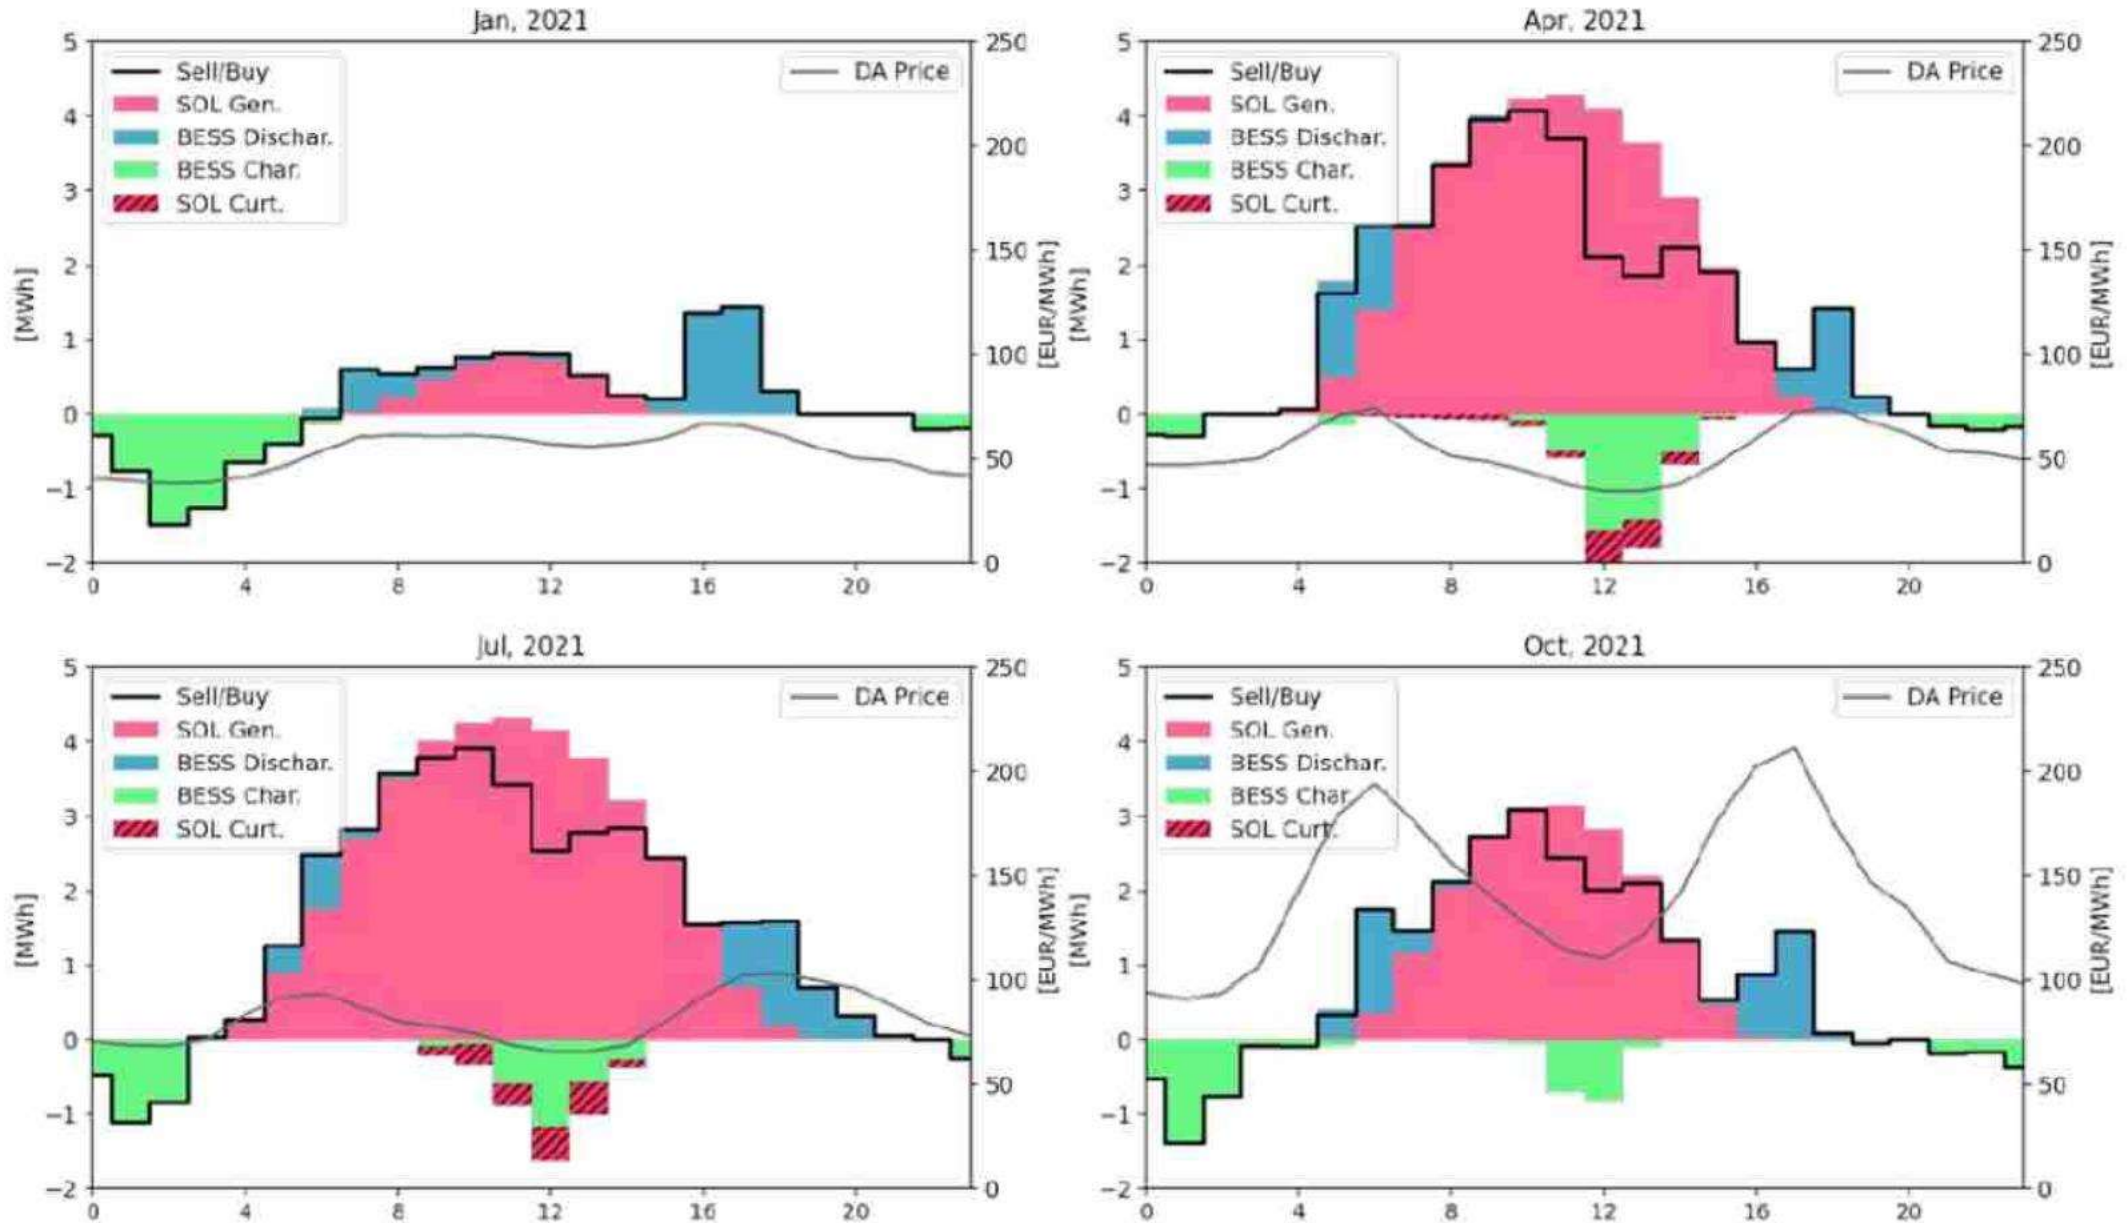 Jan, 2021
5
4
3
2
1
0
−1
−2
[MWh]
Sell/Buy
SOL Gen.
BESS Dischar.
BESS Char.
SOL Curt.
DA Price
250
200
150
100
50
0
[EUR/MWh]
0 4 8 12 16 20
Apr, 2021
5
4
3
2
1
0
−1
−2
[MWh]
Sell/Buy
SOL Gen.
BESS Dischar.
BESS Char.
SOL Curt.
DA Price
250
200
150
100
50
0
[EUR/MWh]
0 4 8 12 16 20
Jul, 2021
5
4
3
2
1
0
−1
−2
[MWh]
Sell/Buy
SOL Gen.
BESS Dischar.
BESS Char.
SOL Curt.
DA Price
250
200
150
100
50
0
[EUR/MWh]
0 4 8 12 16 20
Oct, 2021
5
4
3
2
1
0
−1
−2
[MWh]
Sell/Buy
SOL Gen.
BESS Dischar.
BESS Char.
SOL Curt.
DA Price
250
200
150
100
50
0
[EUR/MWh]
0 4 8 12 16 20